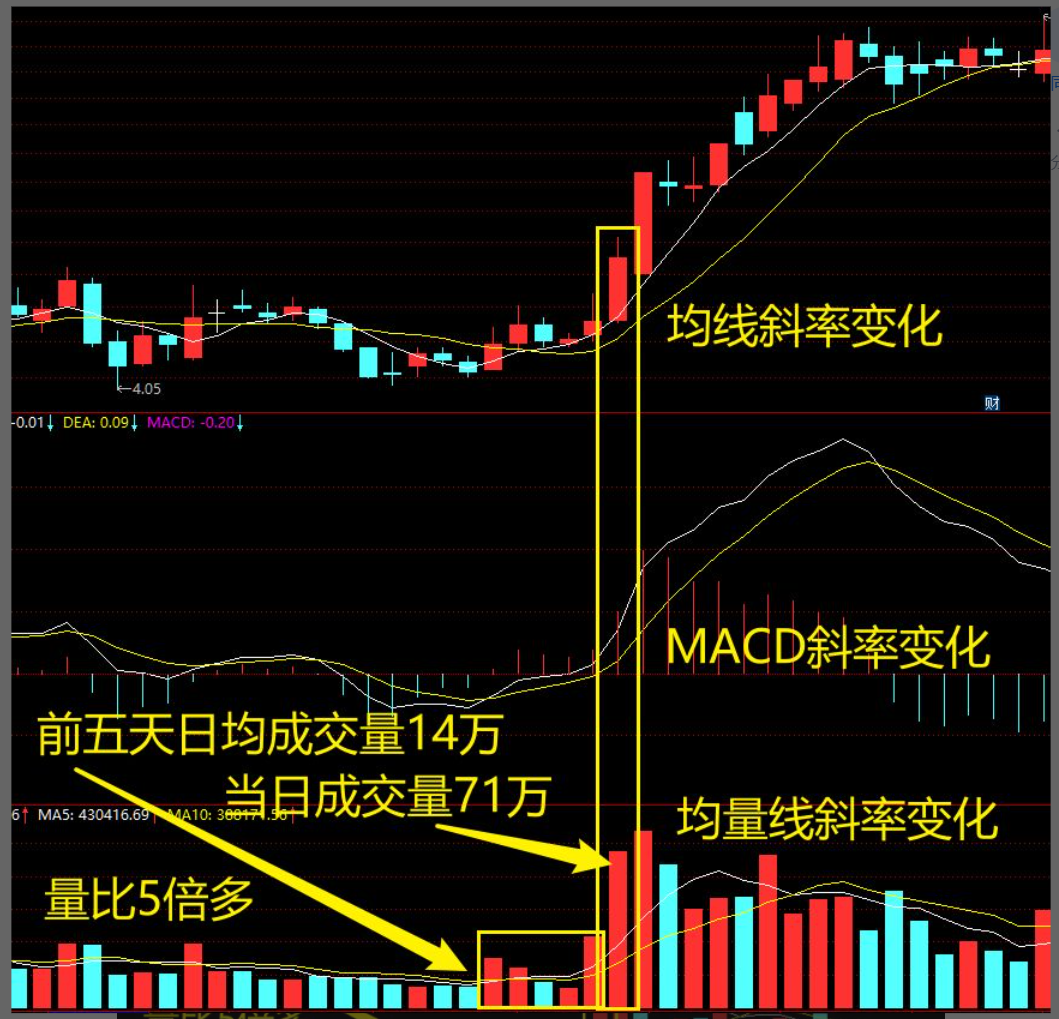 均线斜率变化
←4.05
财
-0.01↓ DEA: 0.09↓ MACD: -0.20↓
MACD斜率变化
前五天日均成交量14万
当日成交量71万
6↑ MA5: 430416.69↑ MA10: 388171.56↑
均量线斜率变化
量比5倍多